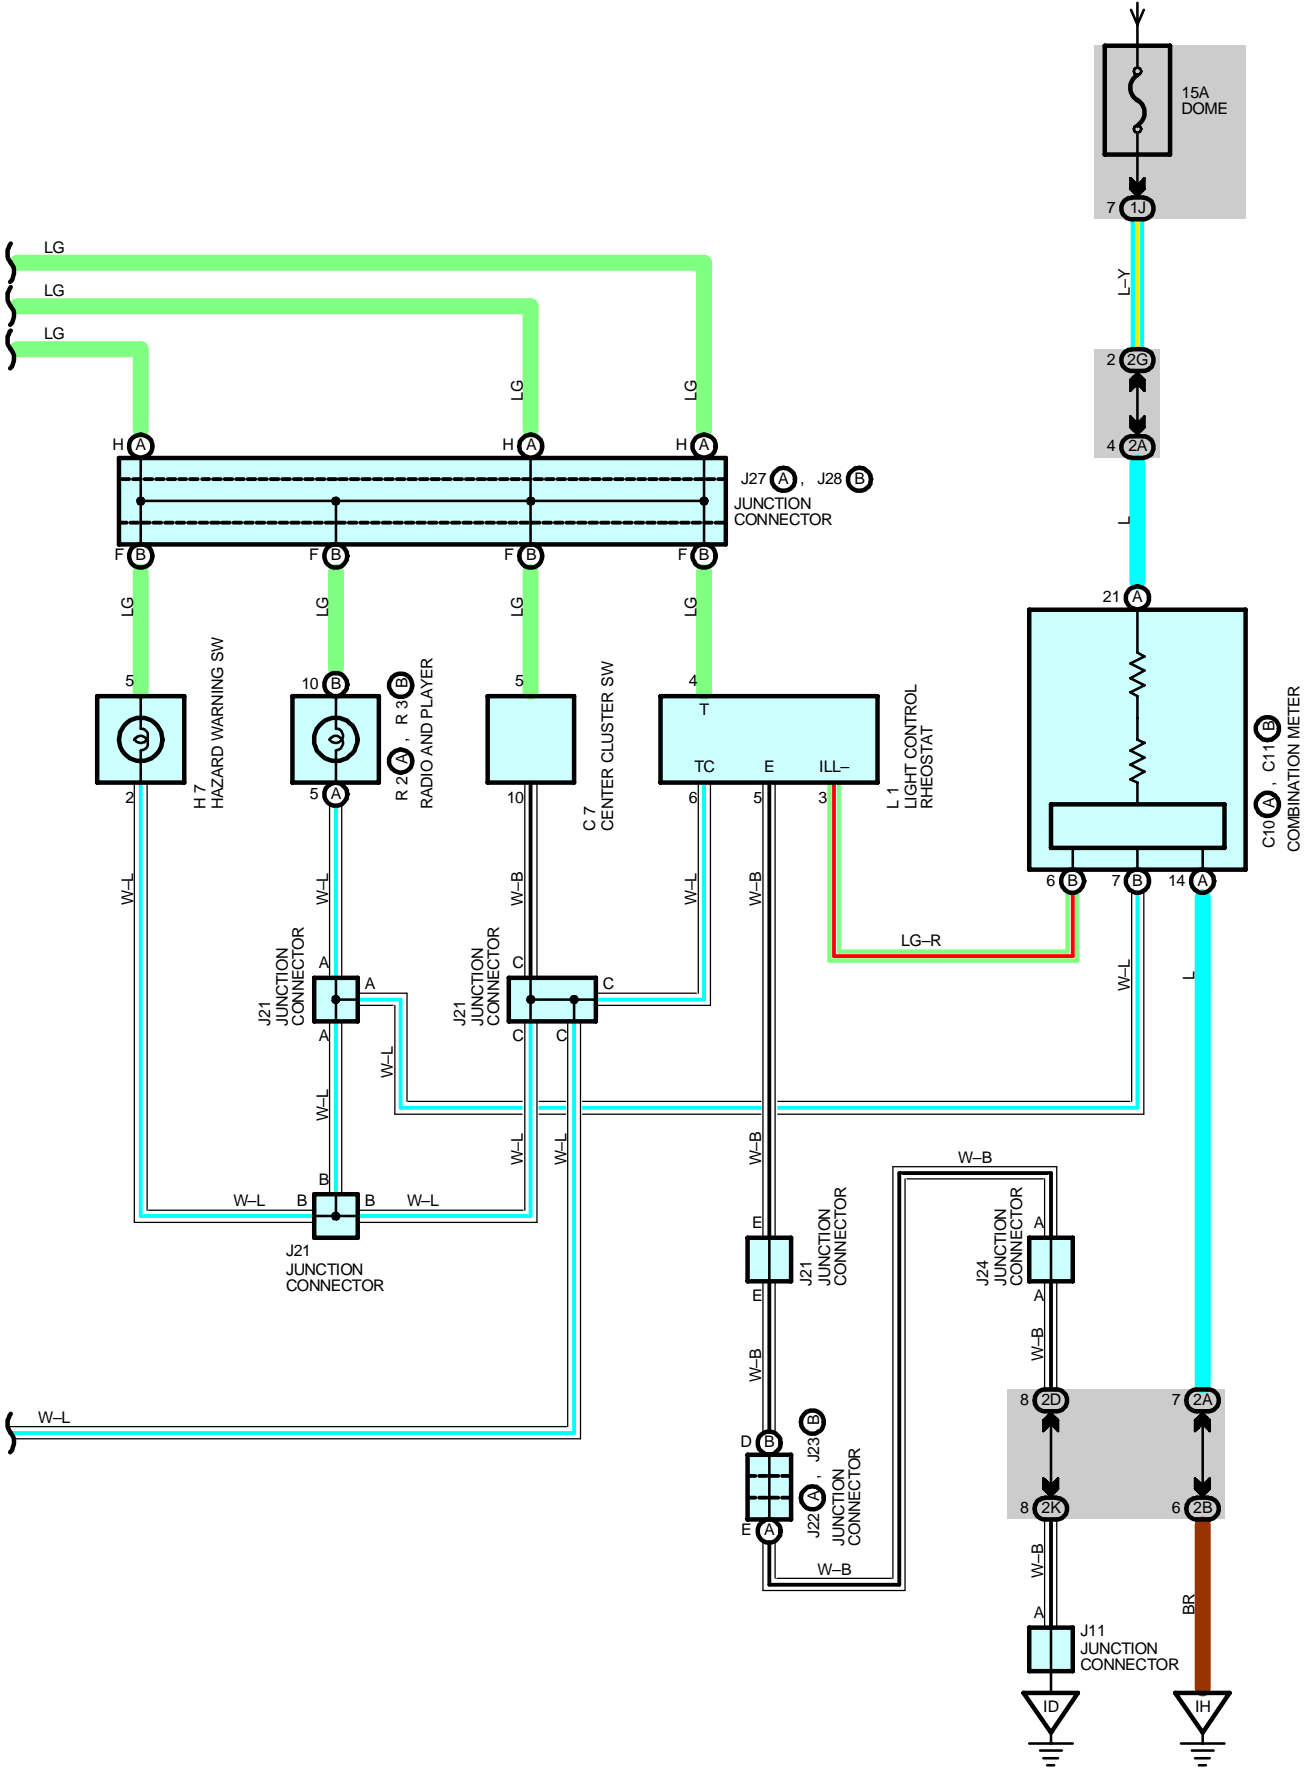 15A
DOME
7 1J
L–Y
2 2G
4 2A
L
LG
LG
LG
LG
LG
H A
H A
H A
J27 A , J28 B
JUNCTION
CONNECTOR
F B
F B
F B
F B
LG
LG
LG
LG
21 A
5
H 7
HAZARD WARNING SW
2
10 B
R 2 A , R 3 B
RADIO AND PLAYER
5 A
5
C 7
CENTER CLUSTER SW
10
4
T
TC
E
ILL–
6
5
3
L 1
LIGHT CONTROL
RHEOSTAT
C10 A , C11 B
COMBINATION METER
6 B
7 B
14 A
W–L
W–L
W–B
W–L
W–B
LG–R
W–L
L
A
A
A
J21
JUNCTION
CONNECTOR
C
C
C
C
J21
JUNCTION
CONNECTOR
W–L
W–L
W–L
W–L
W–B
W–B
B
B
B
W–L
W–L
J21
JUNCTION
CONNECTOR
E
E
J21
JUNCTION
CONNECTOR
A
A
J24
JUNCTION
CONNECTOR
W–B
W–B
W–L
D B
E A
J22 A , J23 B
JUNCTION
CONNECTOR
W–B
8 2D
7 2A
8 2K
6 2B
W–B
BR
A
J11
JUNCTION
CONNECTOR
ID
IH